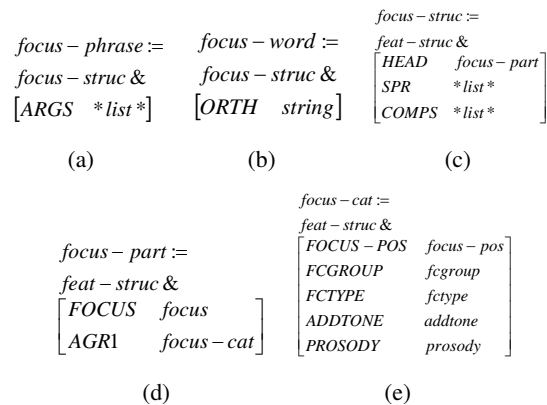 focus – phrase :=
focus – struc &
[ARGS *list*]
(a)
focus – word :=
focus – struc &
[ORTH string]
(b)
focus – struc :=
feat – struc &
[HEAD focus – part
SPR *list*
COMPS *list*]
(c)
focus – part :=
feat – struc &
[FOCUS focus
AGR1 focus – cat]
(d)
focus – cat :=
feat – struc &
[FOCUS – POS focus – pos
FCGROUP fcgroup
FCTYPE fctype
ADDTONE addtone
PROSODY prosody]
(e)